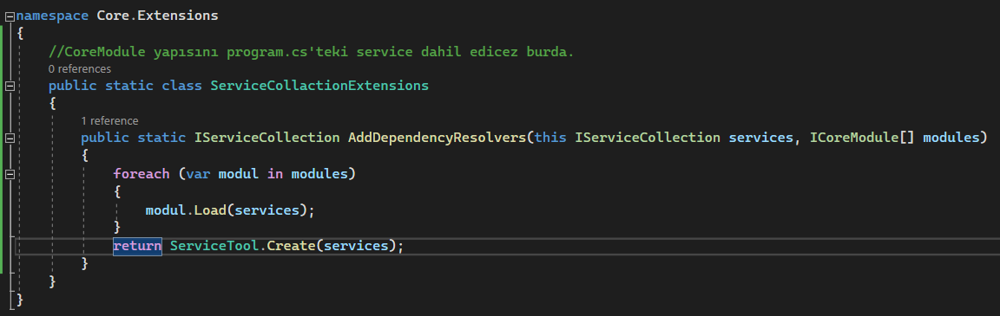 namespace Core.Extensions
{
//CoreModule yapısını program.cs'teki service dahil edicez burda.
0 references
public static class ServiceCollactionExtensions
{
1 reference
public static IServiceCollection AddDependencyResolvers(this IServiceCollection services, ICoreModule[] modules)
{
foreach (var modul in modules)
{
modul.Load(services);
}
return ServiceTool.Create(services);
}
}
}